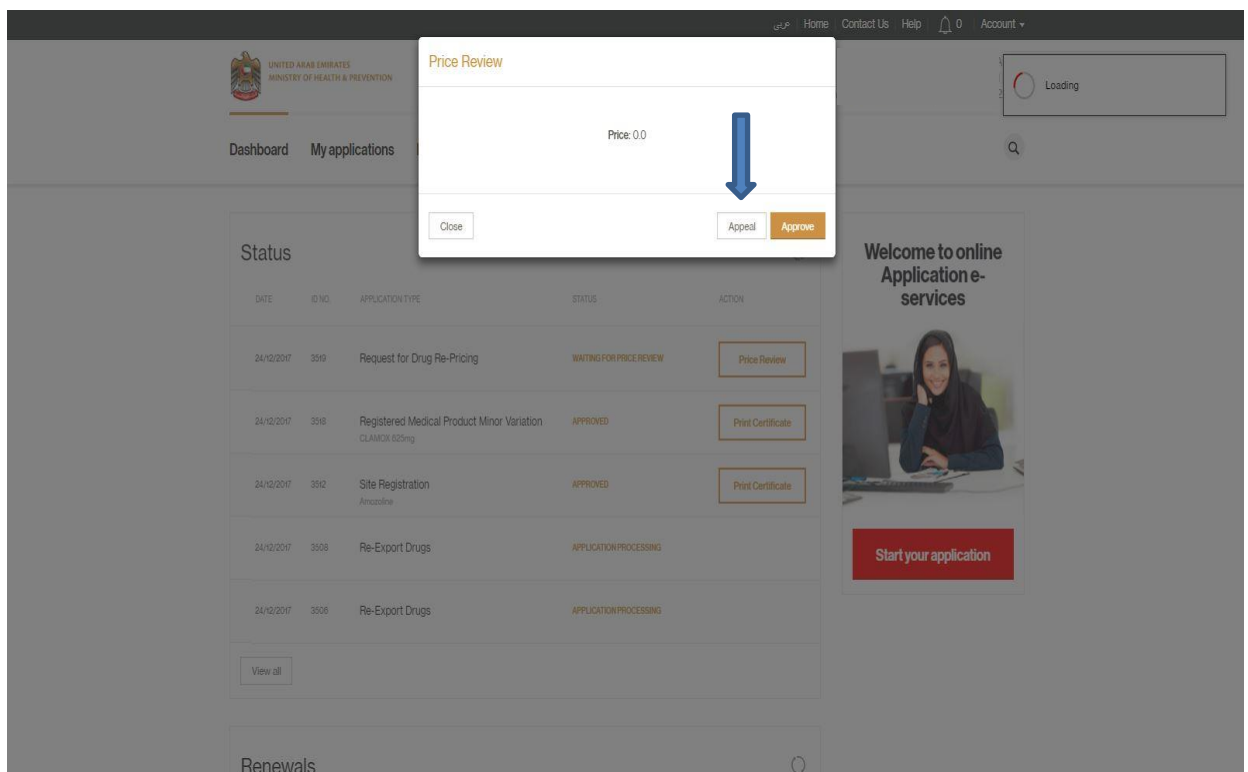 عربي Home Contact Us Help 0 Account
UNITED ARAB EMIRATES
MINISTRY OF HEALTH & PREVENTION
Price Review
Loading
Price: 0.0
Dashboard My applications
Close Appeal Approve
Status
DATE ID NO. APPLICATION TYPE STATUS ACTION
24/12/2017 3519 Request for Drug Re-Pricing WAITING FOR PRICE REVIEW Price Review
24/12/2017 3518 Registered Medical Product Minor Variation APPROVED Print Certificate
CLAMOX 625mg
24/12/2017 3512 Site Registration APPROVED Print Certificate
Amozoline
24/12/2017 3508 Re-Export Drugs APPLICATION PROCESSING
24/12/2017 3506 Re-Export Drugs APPLICATION PROCESSING
View all
Welcome to online
Application e-
services
Start your application
Renewals